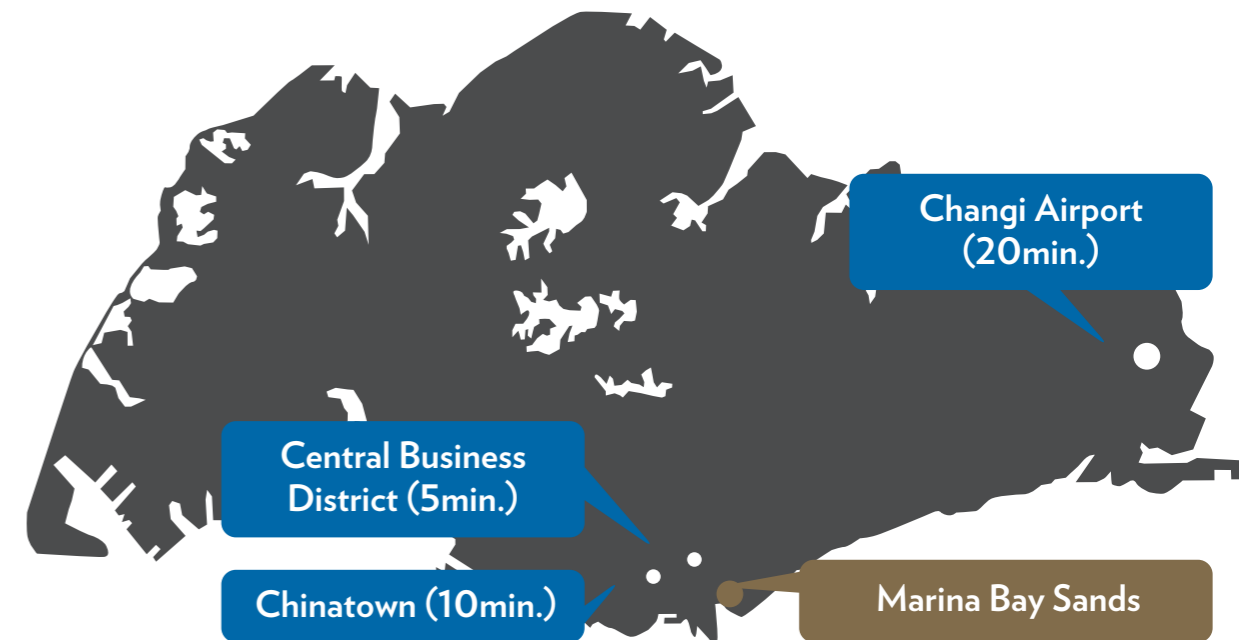 Changi Airport
(20min.)
Central Business
District (5min.)
Chinatown (10min.)
Marina Bay Sands